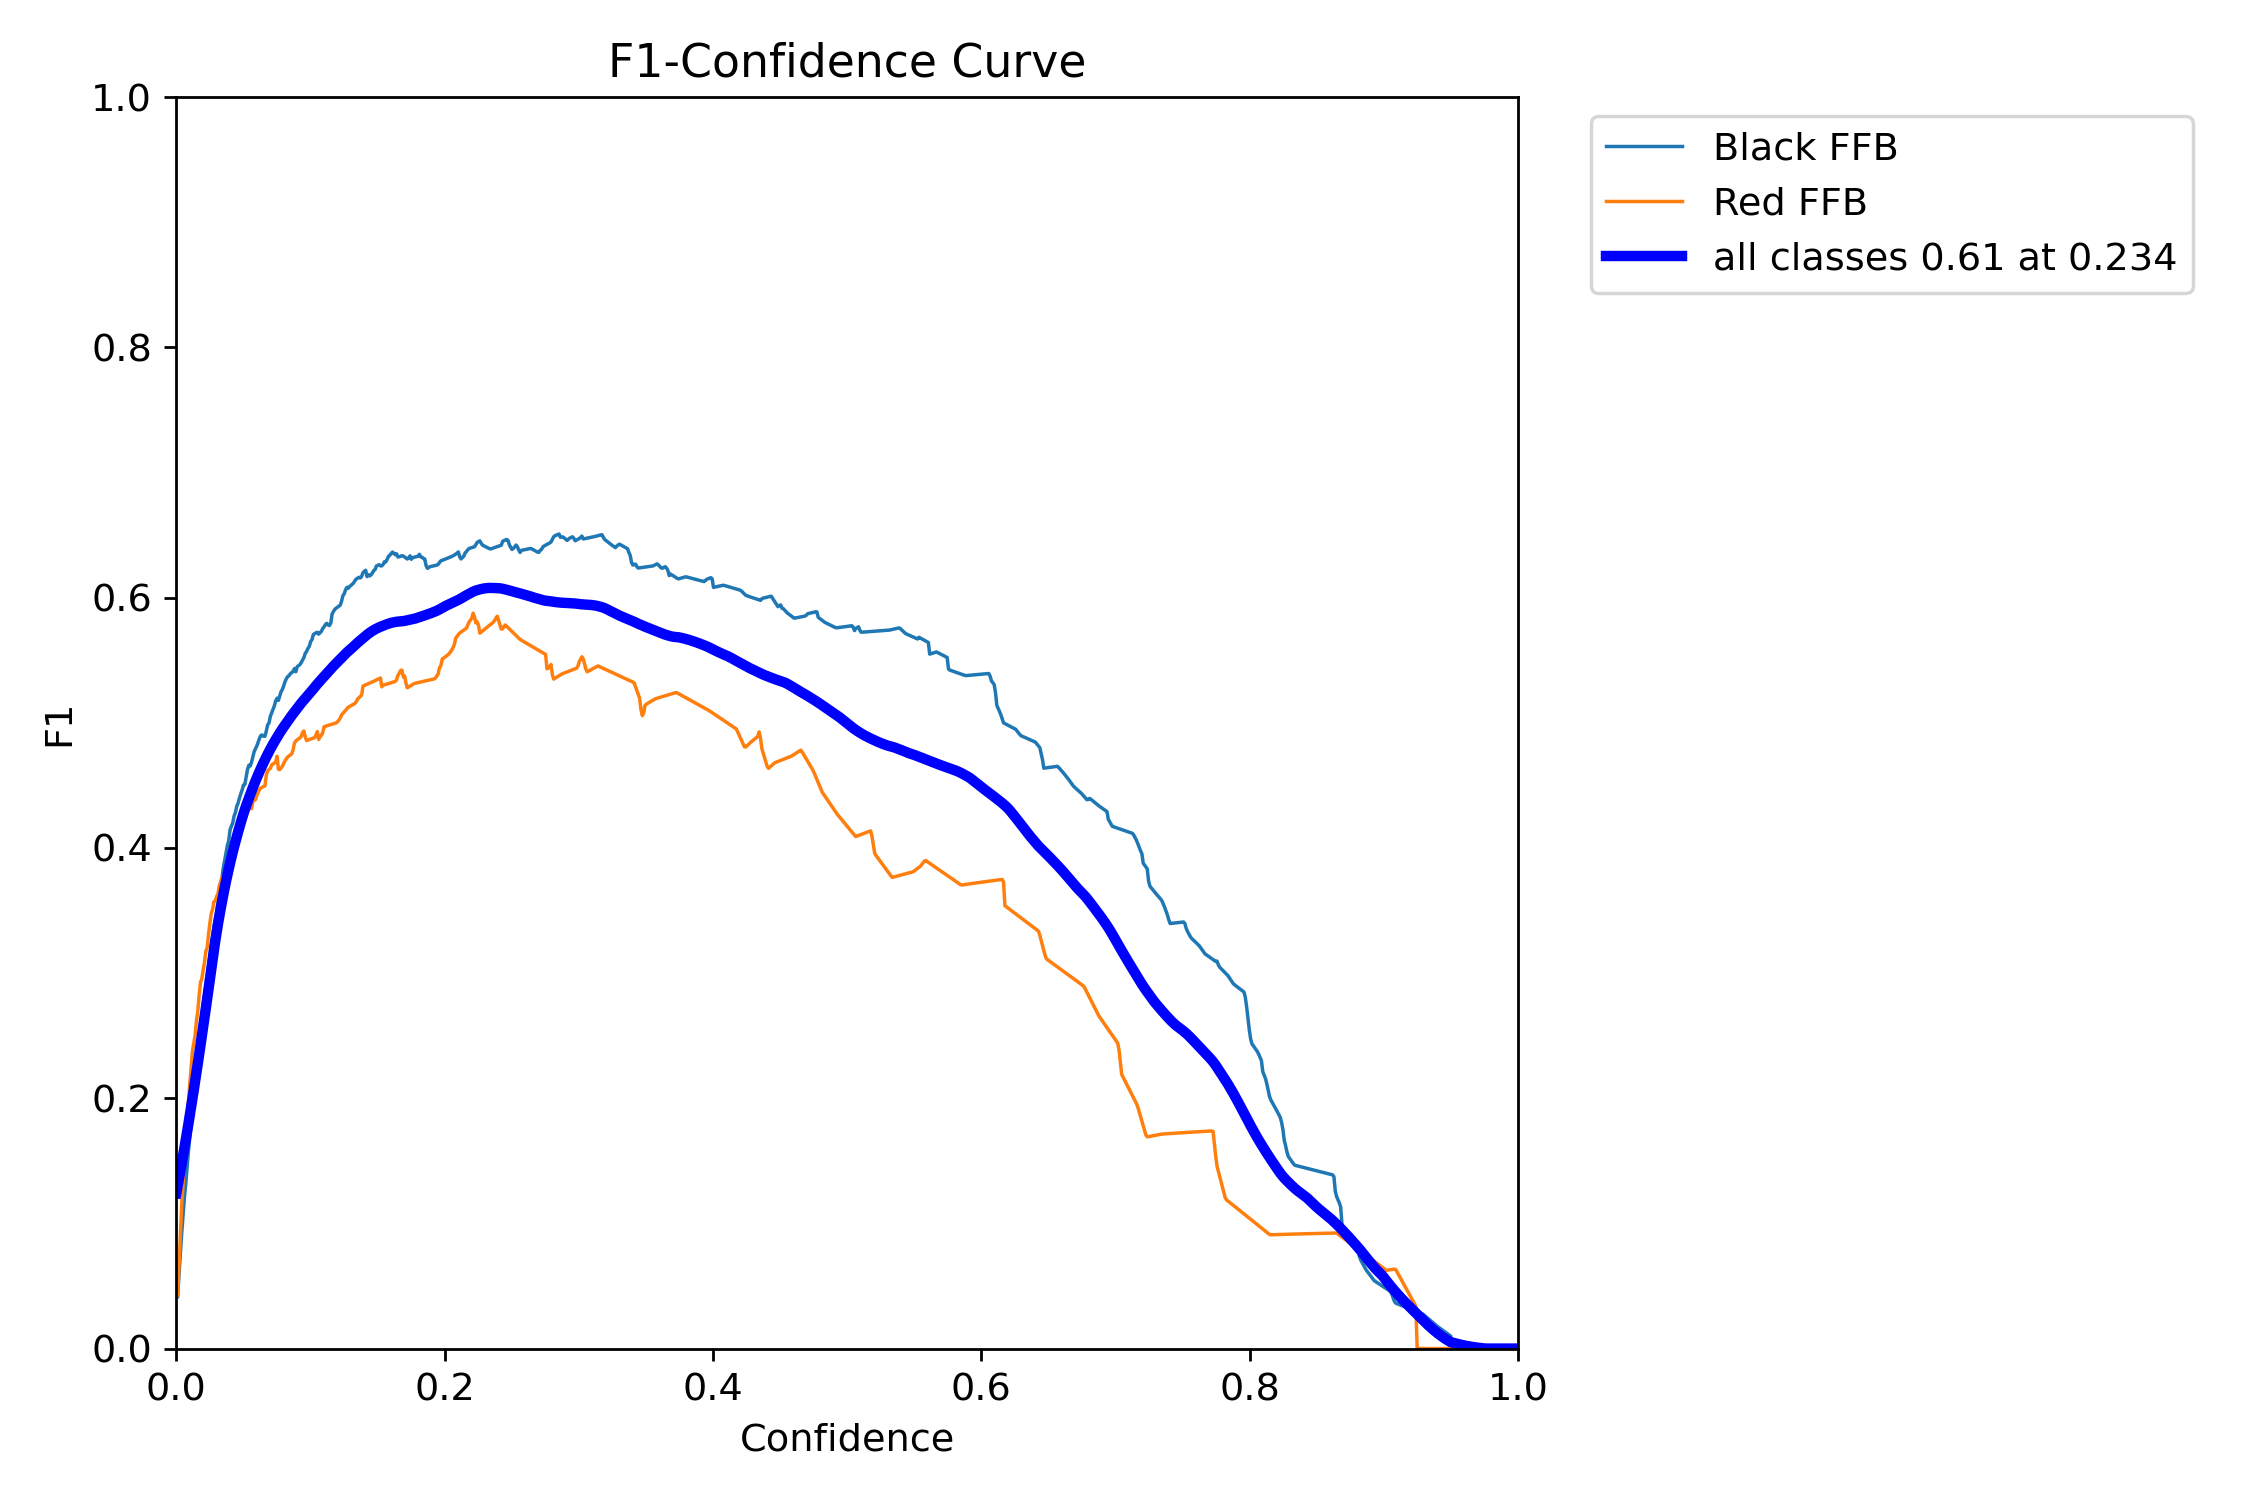 F1-Confidence Curve
Black FFB
Red FFB
all classes 0.61 at 0.234
F1
1.0
0.8
0.6
0.4
0.2
0.0
0.0 0.2 0.4 0.6 0.8 1.0
Confidence